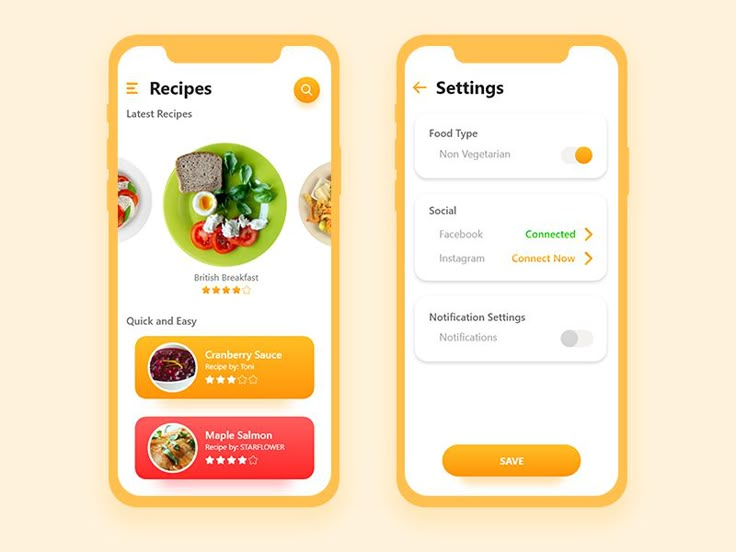 Recipes
Latest Recipes
British Breakfast
Quick and Easy
Cranberry Sauce
Recipe by: Toni
Maple Salmon
Recipe by: STARFLOWER
Settings
Food Type
Non Vegetarian
Social
Facebook Connected
Instagram Connect Now
Notification Settings
Notifications
SAVE